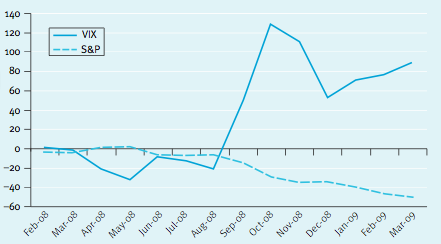 140
120
100
80
60
40
20
0
−20
−40
−60
VIX
S&P
Feb-08
Mar-08
Apr-08
May-08
Jun-08
Jul-08
Aug-08
Sep-08
Oct-08
Nov-08
Dec-08
Jan-09
Feb-09
Mar-09